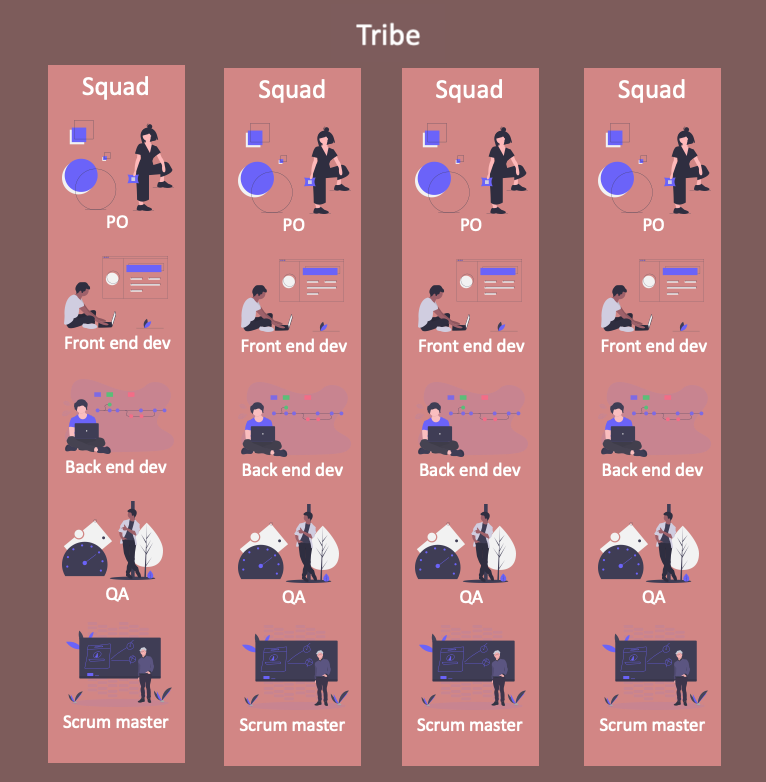 Tribe
Squad
PO
Front end dev
Back end dev
QA
Scrum master
Squad
PO
Front end dev
Back end dev
QA
Scrum master
Squad
PO
Front end dev
Back end dev
QA
Scrum master
Squad
PO
Front end dev
Back end dev
QA
Scrum master